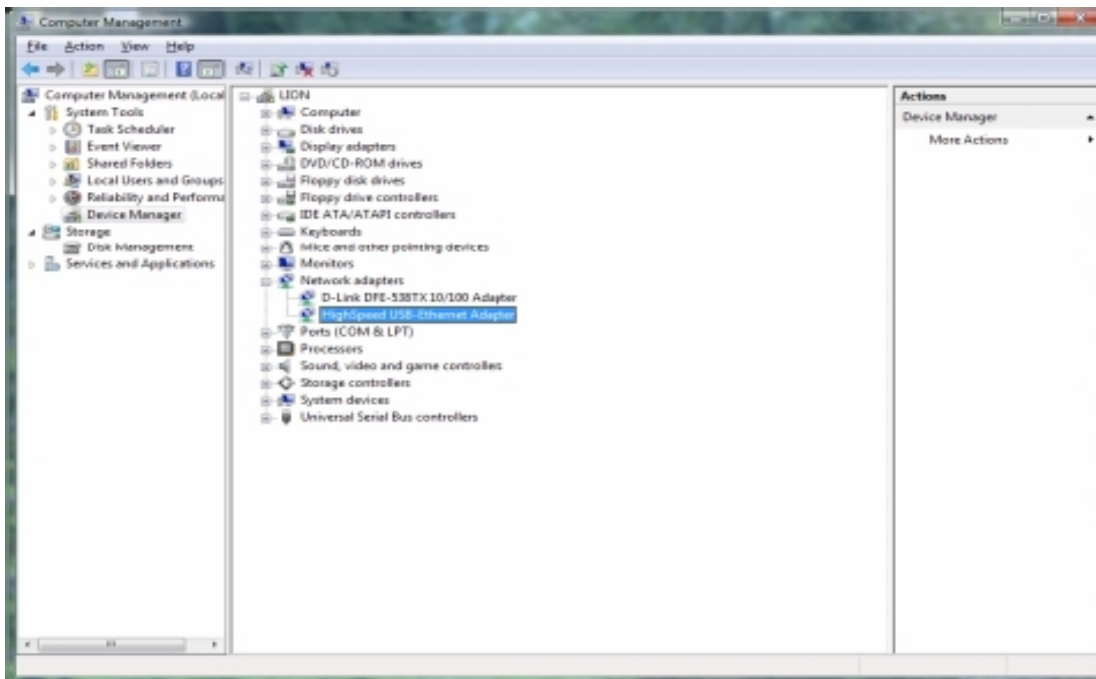 Computer Management
File Action View Help
Computer Management (Local
System Tools
Task Scheduler
Event Viewer
Shared Folders
Local Users and Groups
Reliability and Performa
Device Manager
Storage
Disk Management
Services and Applications
LION
Computer
Disk drives
Display adapters
DVD/CD-ROM drives
Floppy disk drives
Floppy drive controllers
IDE ATA/ATAPI controllers
Keyboards
Mice and other pointing devices
Monitors
Network adapters
D-Link DFE-538TX 10/100 Adapter
HighSpeed USB-Ethernet Adapter
Ports (COM & LPT)
Processors
Sound, video and game controllers
Storage controllers
System devices
Universal Serial Bus controllers
Actions
Device Manager
More Actions